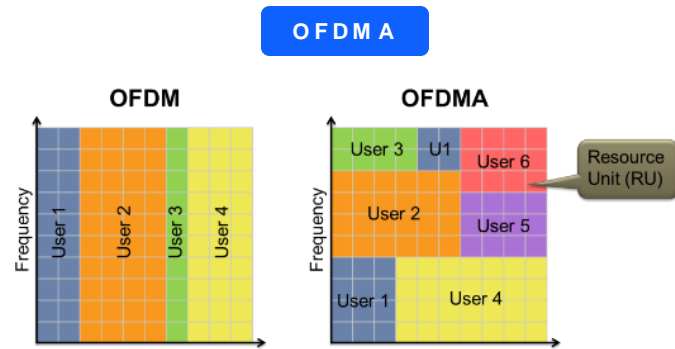 OFDMA
OFDM
OFDMA
Frequency
User 1
User 2
User 3
User 4
Frequency
User 3
U1
User 6
User 2
User 5
User 1
User 4
Resource
Unit (RU)